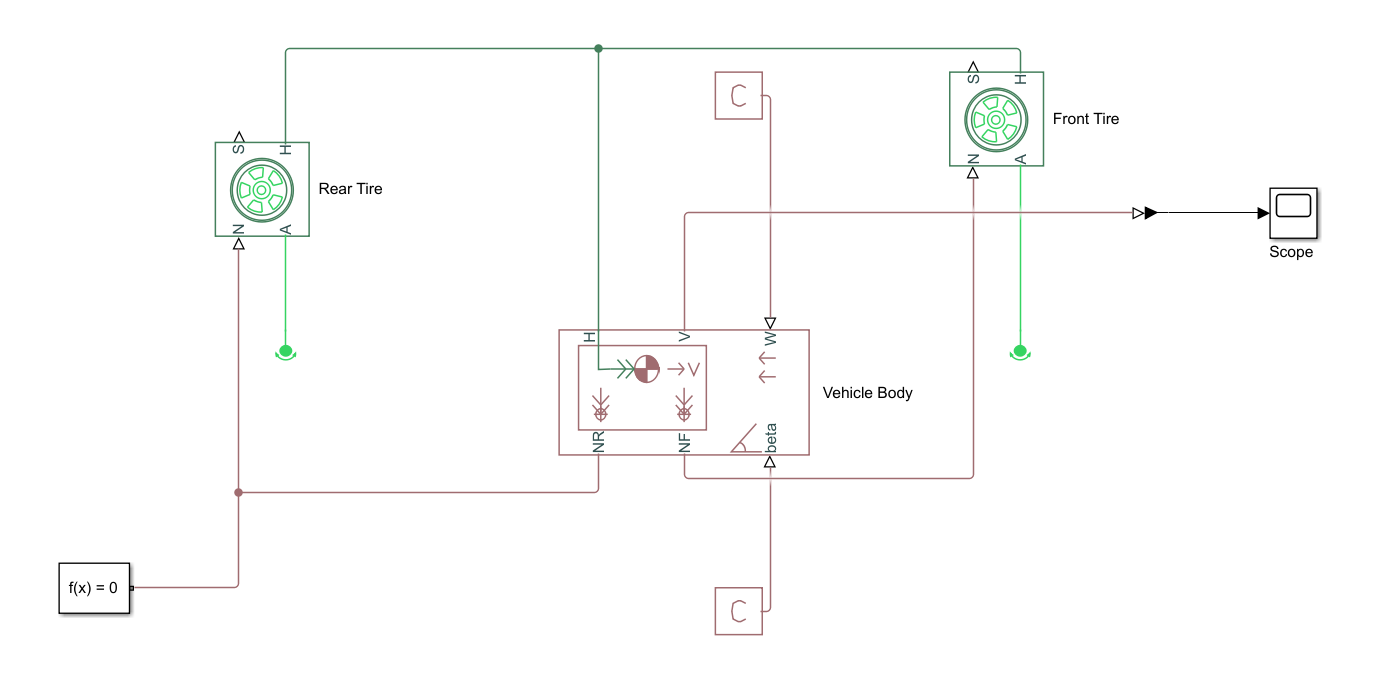 C
S
H
N
A
Front Tire
S
H
N
A
Rear Tire
Scope
H
V
W
V
NR
NF
beta
Vehicle Body
f(x) = 0
C